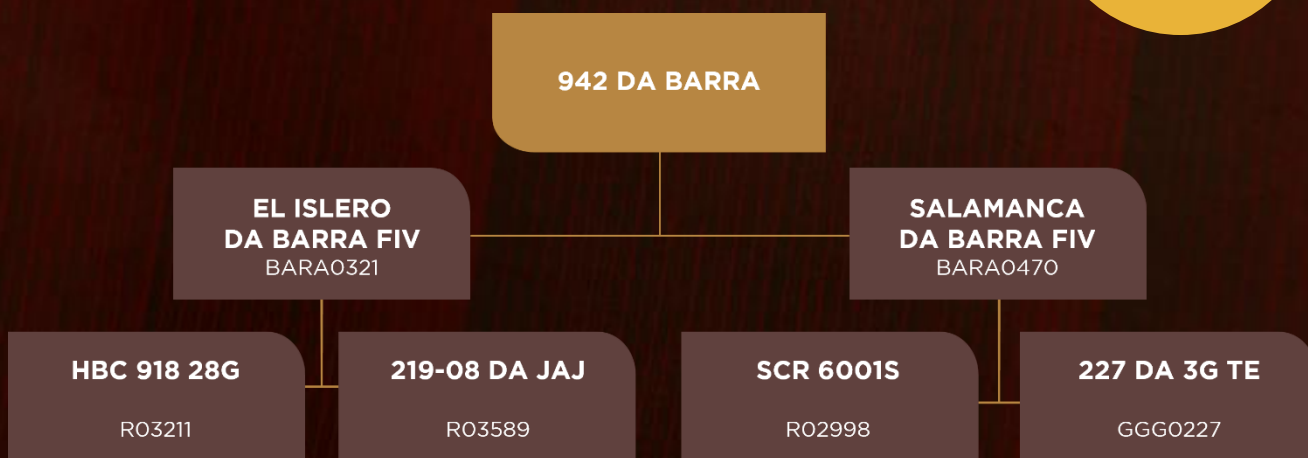 942 DA BARRA
EL ISLERO
DA BARRA FIV
BARA0321
SALAMANCA
DA BARRA FIV
BARA0470
HBC 918 28G
R03211
219-08 DA JAJ
R03589
SCR 6001S
R02998
227 DA 3G TE
GGG0227